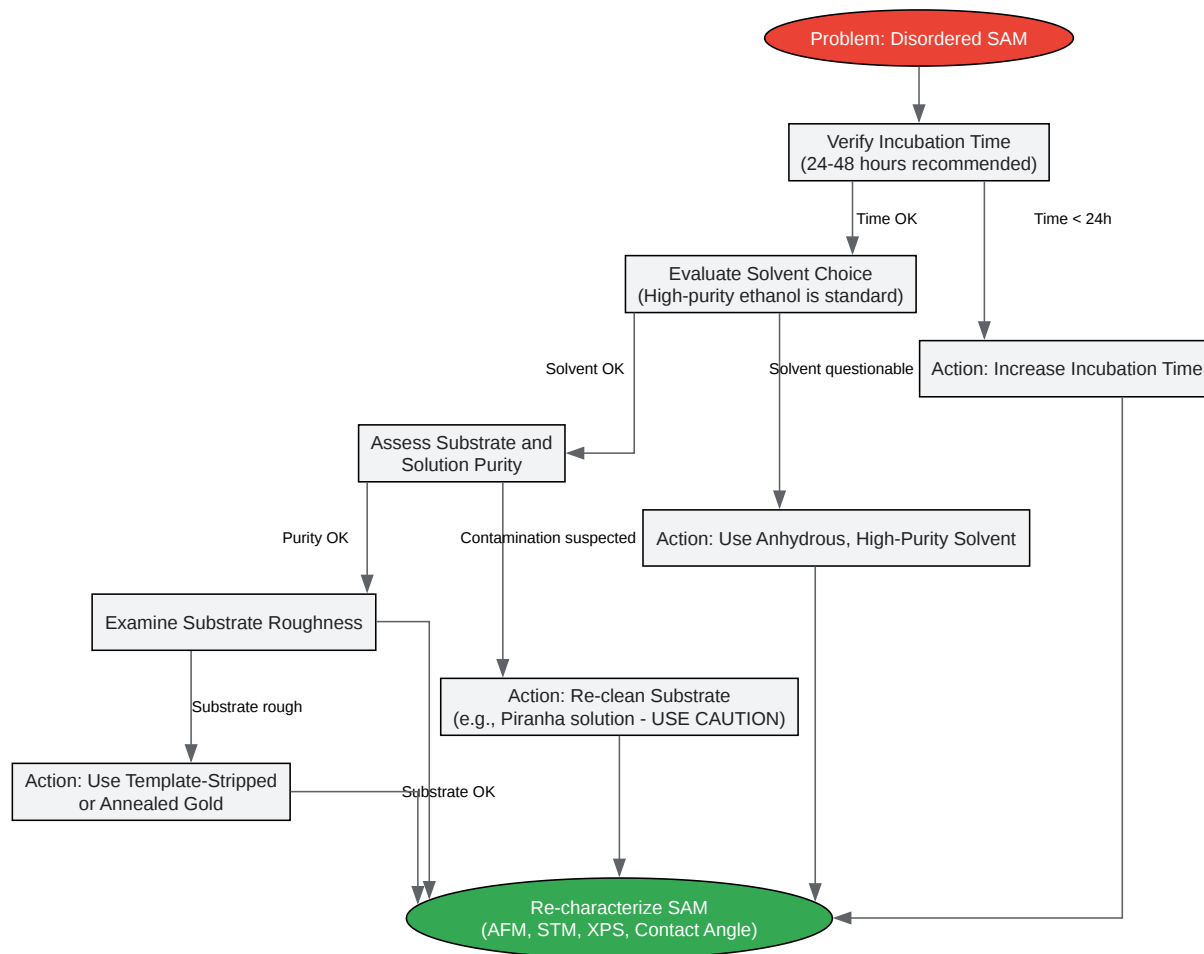 Problem: Disordered SAM
Verify Incubation Time
(24-48 hours recommended)
Time OK
Time < 24h
Evaluate Solvent Choice
(High-purity ethanol is standard)
Solvent OK
Solvent questionable
Action: Increase Incubation Time
Assess Substrate and
Solution Purity
Purity OK
Contamination suspected
Action: Use Anhydrous, High-Purity Solvent
Examine Substrate Roughness
Substrate rough
Action: Re-clean Substrate
(e.g., Piranha solution - USE CAUTION)
Action: Use Template-Stripped
or Annealed Gold
Substrate OK
Re-characterize SAM
(AFM, STM, XPS, Contact Angle)